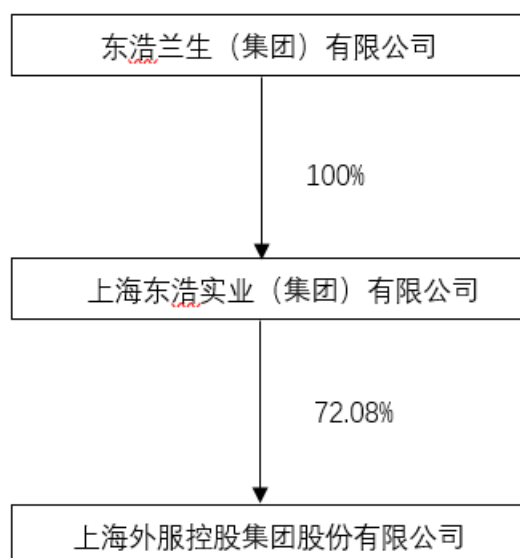 东浩兰生（集团）有限公司
100%
上海东浩实业（集团）有限公司
72.08%
上海外服控股集团股份有限公司